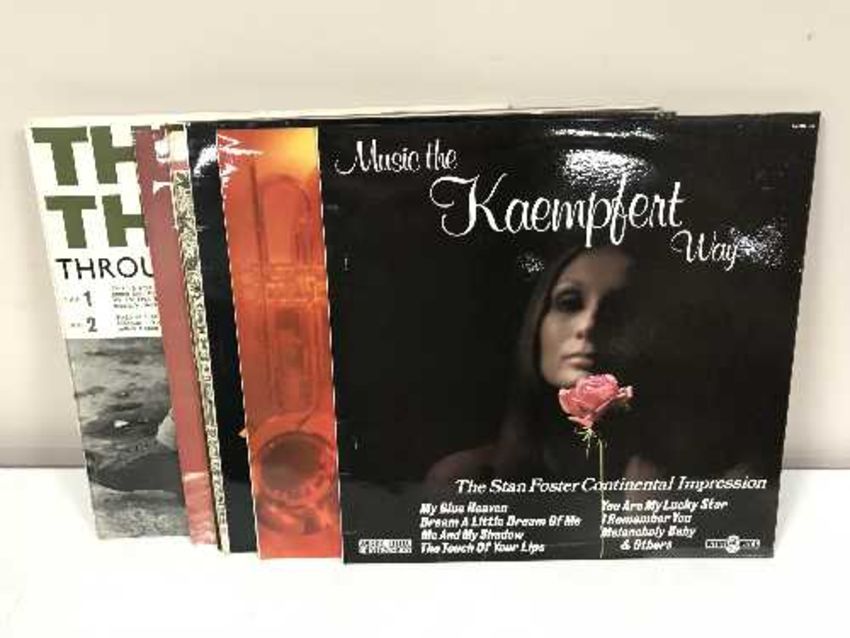 TH
TH
THROU
1
2
Music the
Kaempfert
Way
The Stan Foster Continental Impression
My Blue Heaven
Dream A Little Dream Of Me
Me And My Shadow
The Touch Of Your Lips
You Are My Lucky Star
I Remember You
Melancholy Baby
& Others